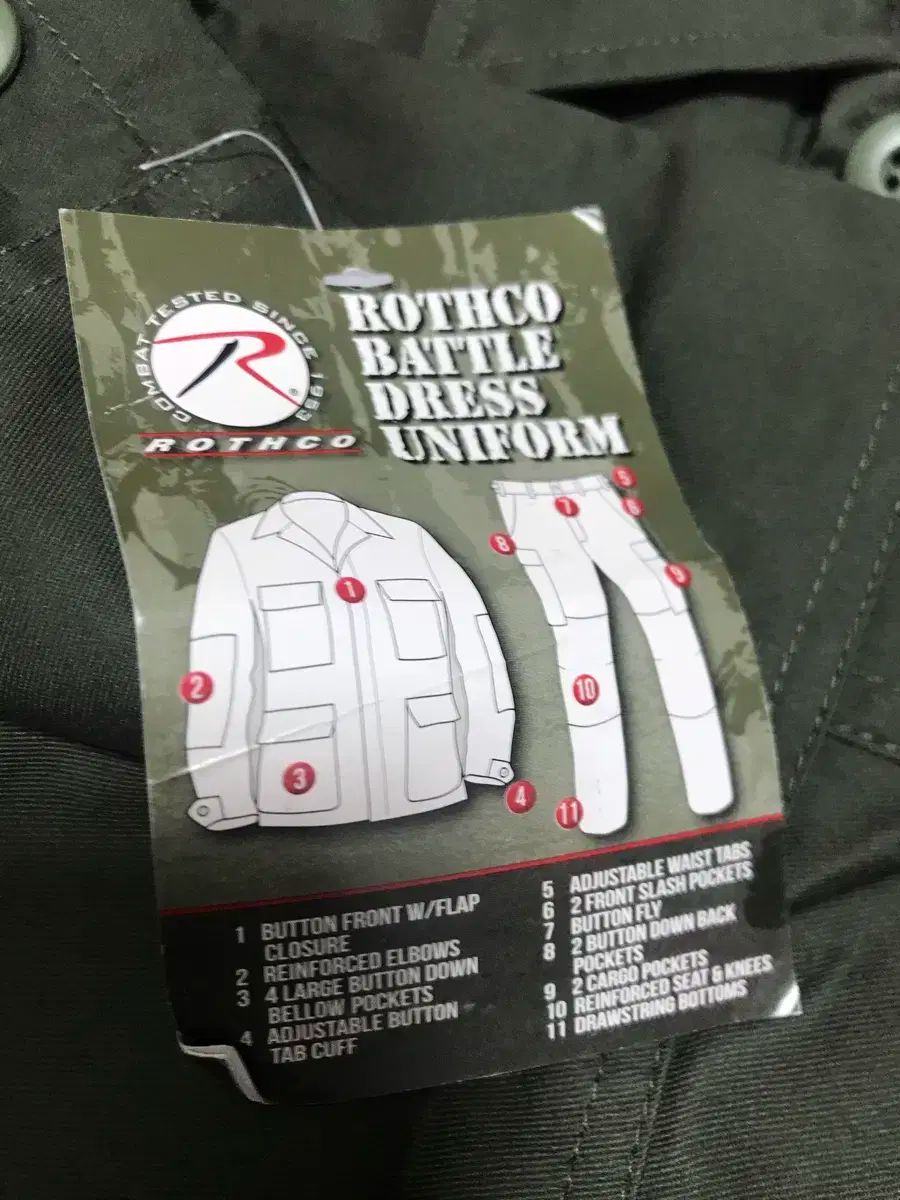 COMBAT TESTED SINCE 1953
R
®
ROTHCO
ROTHCO
BATTLE
DRESS
UNIFORM
1
2
3
4
5
6
7
8
9
10
11
1 BUTTON FRONT W/FLAP
CLOSURE
2 REINFORCED ELBOWS
3 4 LARGE BUTTON DOWN
BELLOW POCKETS
4 ADJUSTABLE BUTTON
TAB CUFF
5 ADJUSTABLE WAIST TABS
6 2 FRONT SLASH POCKETS
7 BUTTON FLY
8 2 BUTTON DOWN BACK
POCKETS
9 2 CARGO POCKETS
10 REINFORCED SEAT & KNEES
11 DRAWSTRING BOTTOMS